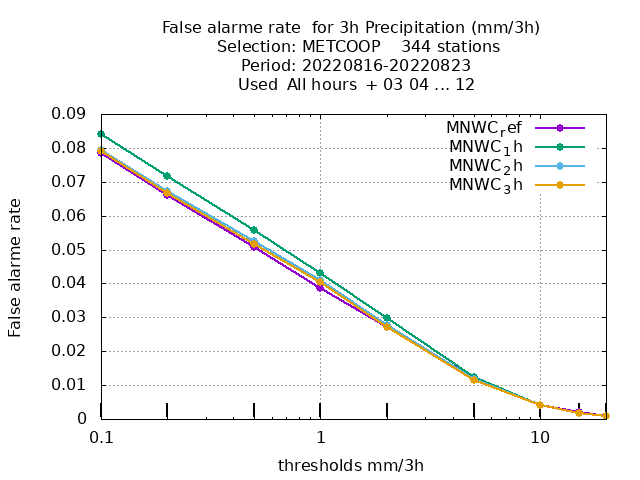 False alarme rate  for 3h Precipitation (mm/3h)
Selection: METCOOP    344 stations
Period: 20220816-20220823
Used  All hours  + 03 04 ... 12
MNWC_ref
MNWC_1h
MNWC_2h
MNWC_3h
0.09
0.08
0.07
0.06
0.05
0.04
0.03
0.02
0.01
0
False alarme rate
0.1 1 10
thresholds mm/3h